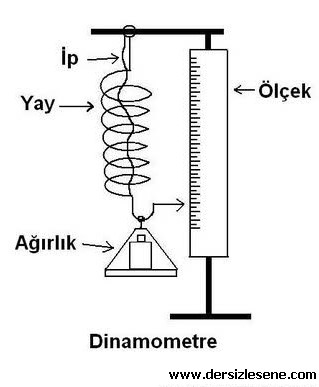 İp
Ölçek
Yay
Ağırlık
Dinamometre
www.dersizlesene.com